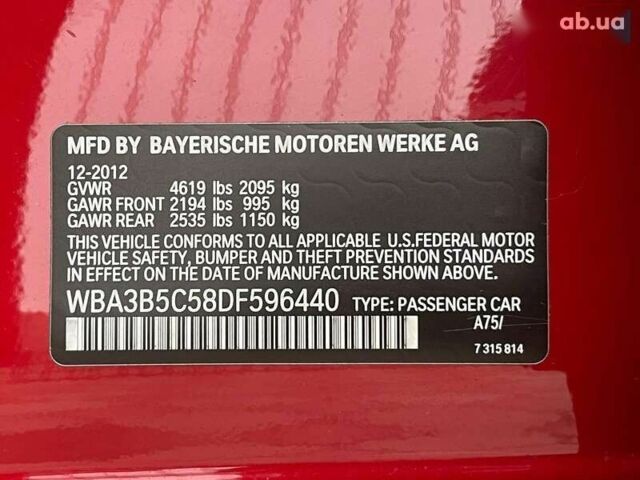 ab.ua
MFD BY BAYERISCHE MOTOREN WERKE AG
12-2012
GVWR 4619 lbs 2095 kg
GAWR FRONT 2194 lbs 995 kg
GAWR REAR 2535 lbs 1150 kg
THIS VEHICLE CONFORMS TO ALL APPLICABLE U.S.FEDERAL MOTOR
VEHICLE SAFETY, BUMPER AND THEFT PREVENTION STANDARDS
IN EFFECT ON THE DATE OF MANUFACTURE SHOWN ABOVE.
WBA3B5C58DF596440 TYPE: PASSENGER CAR
A75/
7 315 814